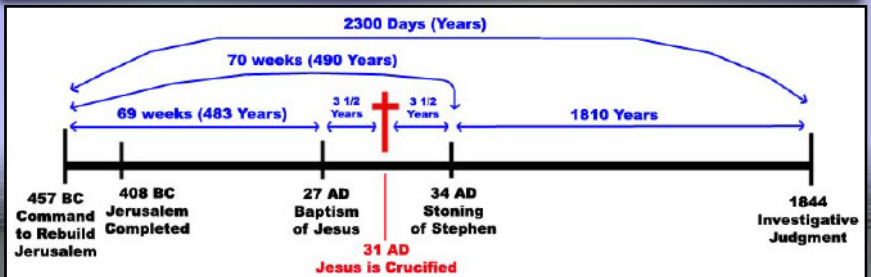 2300 Days (Years)
70 weeks (490 Years)
69 weeks (483 Years)
3 1/2
Years
3 1/2
Years
1810 Years
457 BC
Command
to Rebuild
Jerusalem
408 BC
Jerusalem
Completed
27 AD
Baptism
of Jesus
31 AD
Jesus is Crucified
34 AD
Stoning
of Stephen
1844
Investigative
Judgment